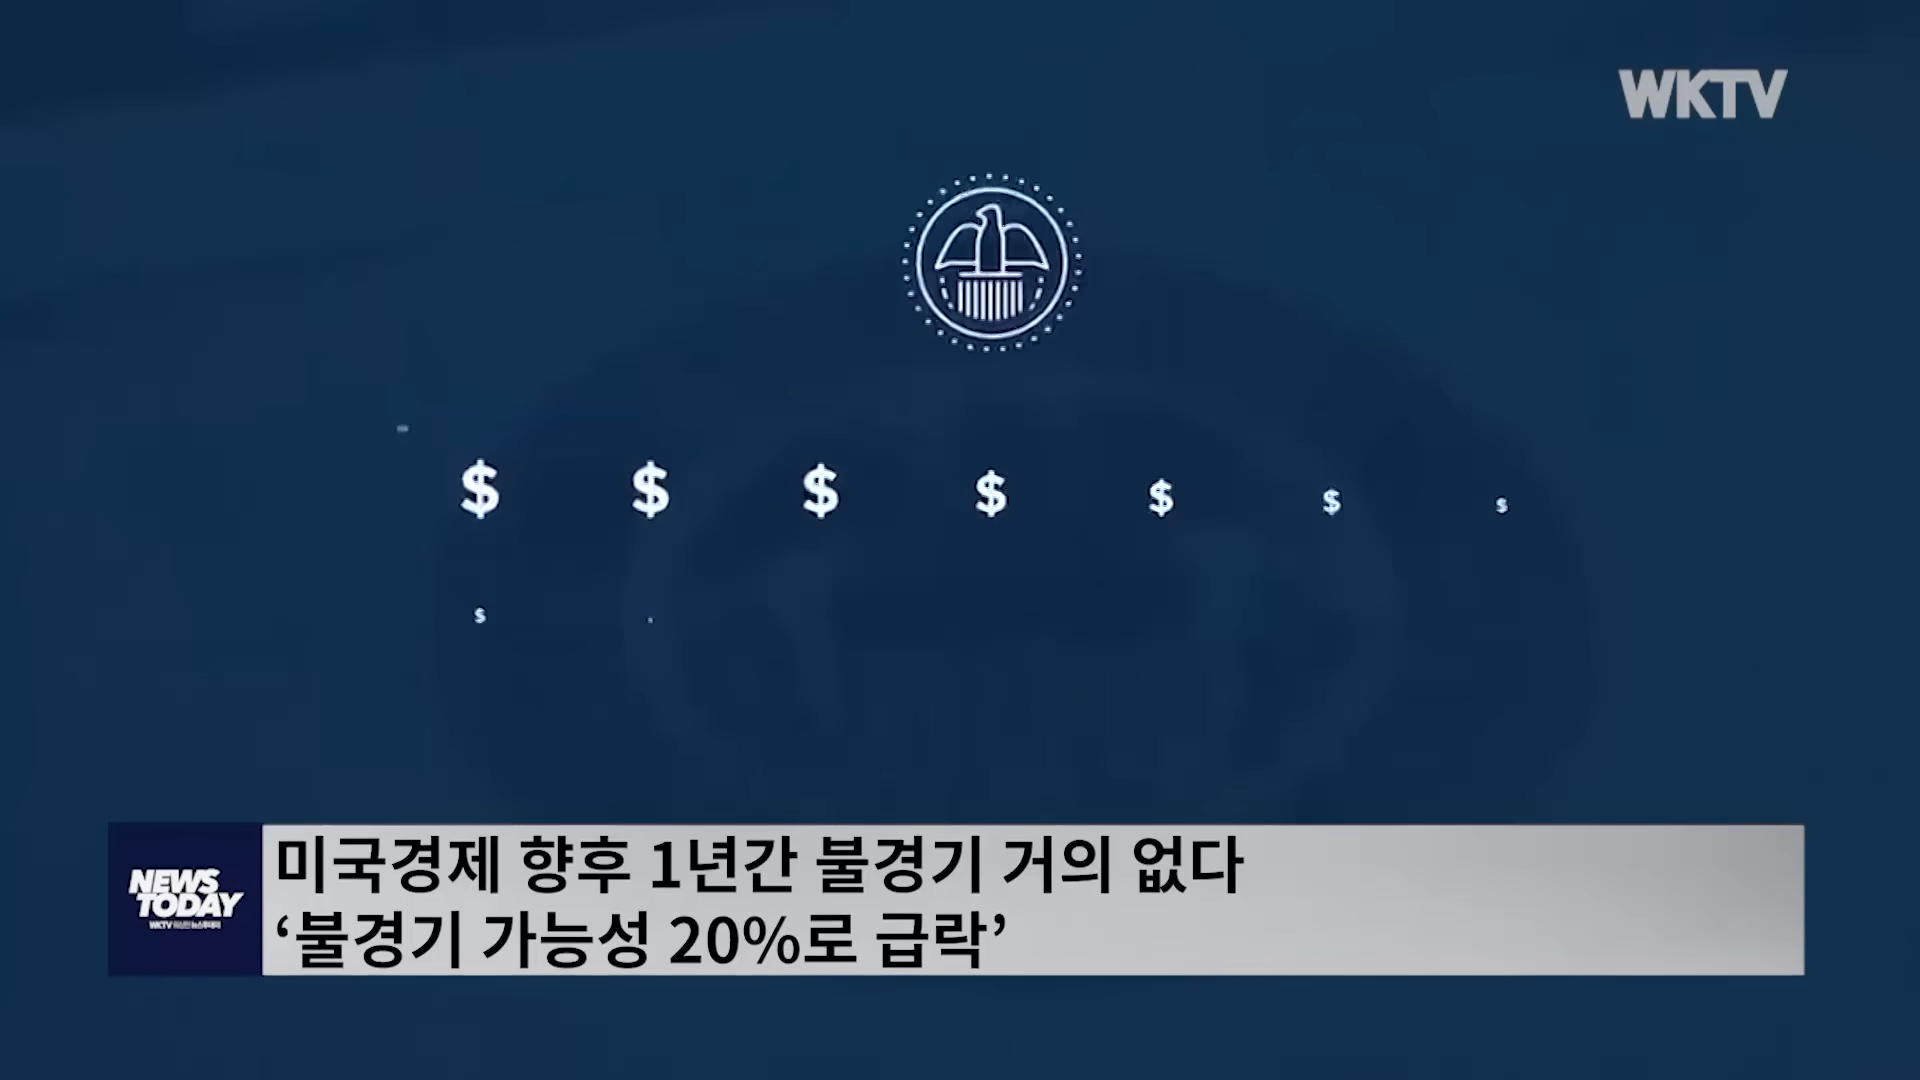 WKTV
$ $ $ $ $ $ $
$
미국경제 향후 1년간 불경기 거의 없다
‘불경기 가능성 20%로 급락’
NEWS
TODAY
WKTV